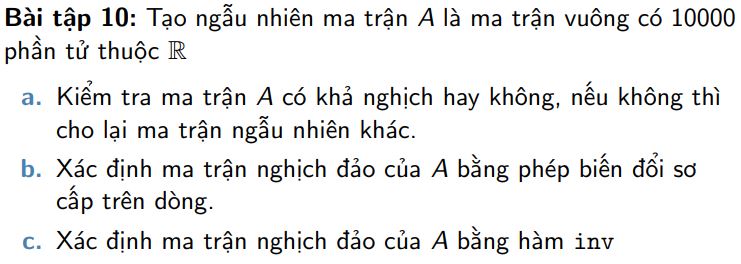 Bài tập 10: Tạo ngẫu nhiên ma trận A là ma trận vuông có 10000
phần tử thuộc ℝ
a. Kiểm tra ma trận A có khả nghịch hay không, nếu không thì
cho lại ma trận ngẫu nhiên khác.
b. Xác định ma trận nghịch đảo của A bằng phép biến đổi sơ
cấp trên dòng.
c. Xác định ma trận nghịch đảo của A bằng hàm inv